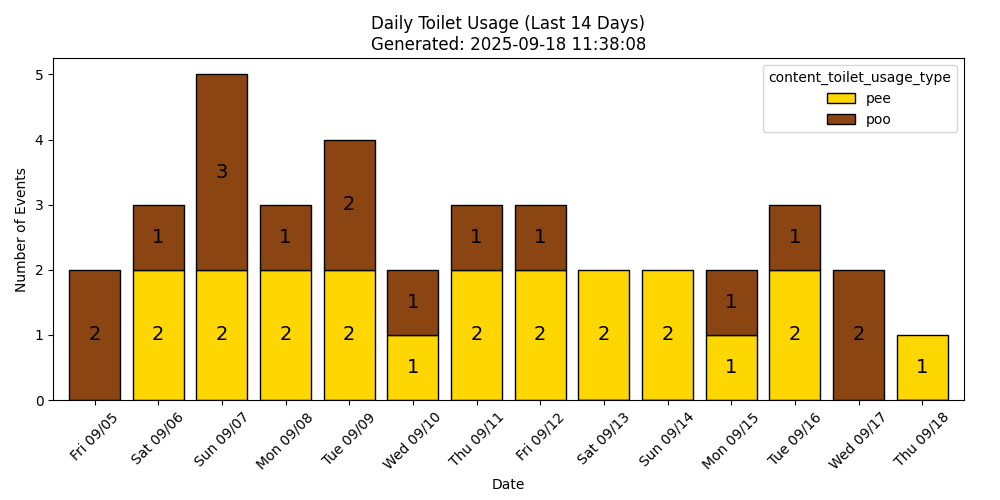 Daily Toilet Usage (Last 14 Days)
Generated: 2025-09-18 11:38:08
content_toilet_usage_type
pee
poo
Number of Events
5
4
3
2
1
0
3
1
1
2
1
1
1
1
1
2
2
2
2
2
1
2
2
2
2
1
2
2
1
Fri 09/05
Sat 09/06
Sun 09/07
Mon 09/08
Tue 09/09
Wed 09/10
Thu 09/11
Fri 09/12
Sat 09/13
Sun 09/14
Mon 09/15
Tue 09/16
Wed 09/17
Thu 09/18
Date